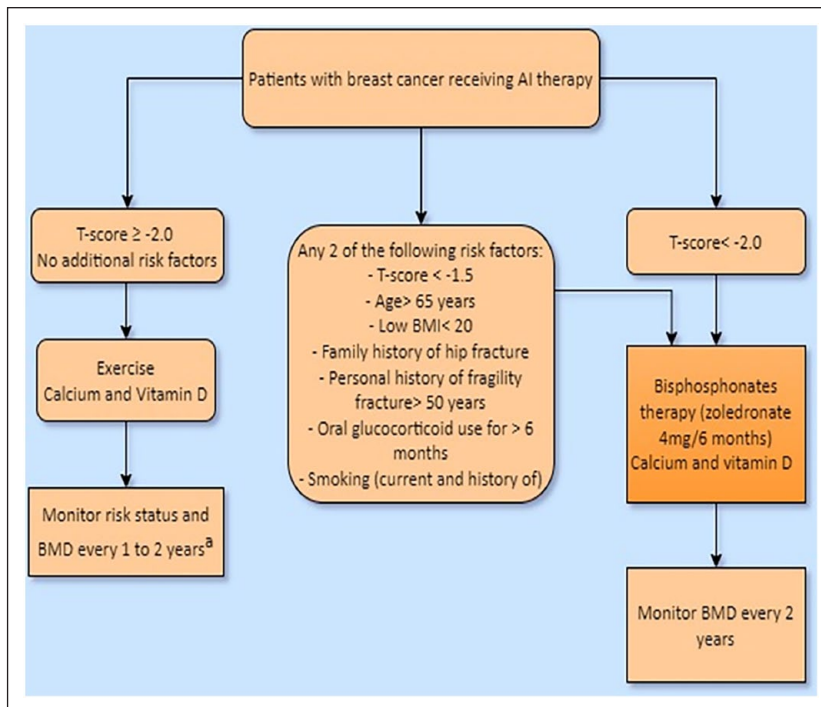 Patients with breast cancer receiving AI therapy
T-score ≥ -2.0
No additional risk factors
Exercise
Calcium and Vitamin D
Monitor risk status and
BMD every 1 to 2 yearsᵃ
Any 2 of the following risk factors:
- T-score < -1.5
- Age> 65 years
- Low BMI< 20
- Family history of hip fracture
- Personal history of fragility
fracture> 50 years
- Oral glucocorticoid use for > 6
months
- Smoking (current and history of)
T-score< -2.0
Bisphosphonates
therapy (zoledronate
4mg/6 months)
Calcium and vitamin D
Monitor BMD every 2
years